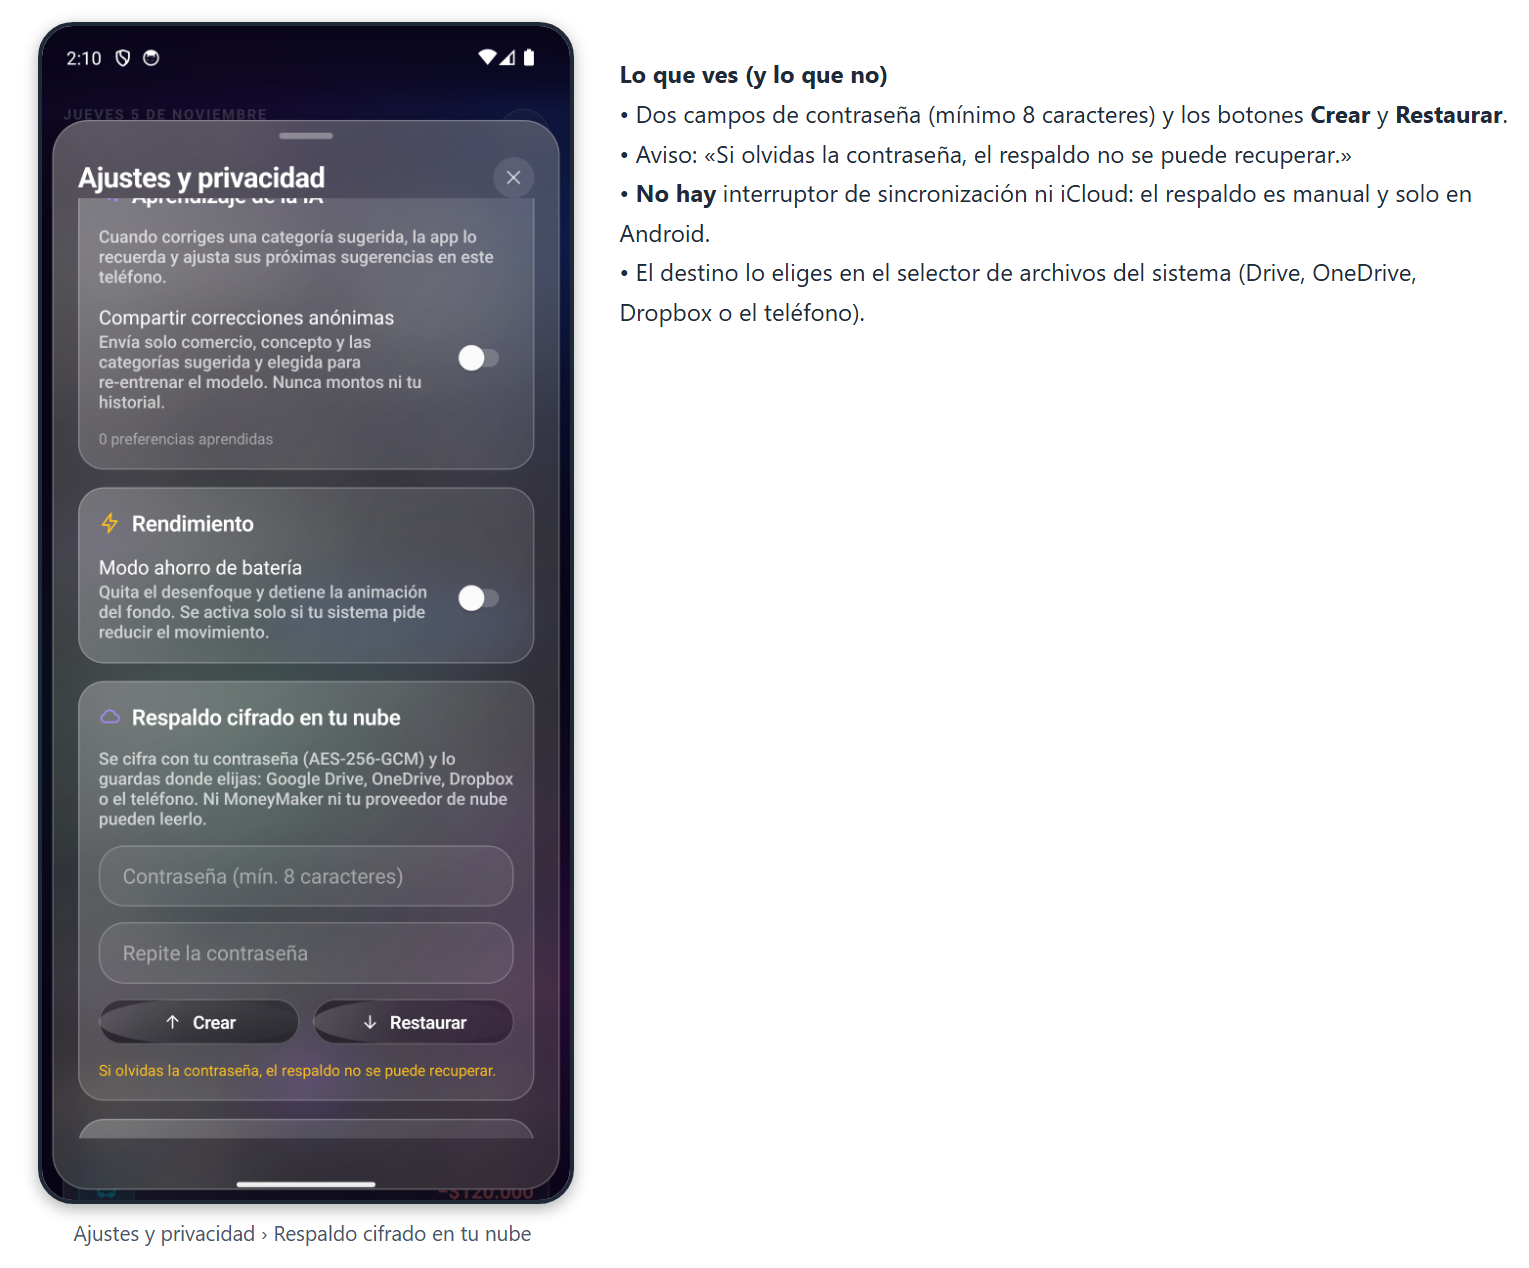 2:10
JUEVES 5 DE NOVIEMBRE
Ajustes y privacidad
Aprendizaje de la IA
Cuando corriges una categoría sugerida, la app lo
recuerda y ajusta sus próximas sugerencias en este
teléfono.
Compartir correcciones anónimas
Envía solo comercio, concepto y las
categorías sugerida y elegida para
re-entrenar el modelo. Nunca montos ni tu
historial.
0 preferencias aprendidas
Rendimiento
Modo ahorro de batería
Quita el desenfoque y detiene la animación
del fondo. Se activa solo si tu sistema pide
reducir el movimiento.
Respaldo cifrado en tu nube
Se cifra con tu contraseña (AES-256-GCM) y lo
guardas donde elijas: Google Drive, OneDrive, Dropbox
o el teléfono. Ni MoneyMaker ni tu proveedor de nube
pueden leerlo.
Contraseña (mín. 8 caracteres)
Repite la contraseña
↑ Crear
↓ Restaurar
Si olvidas la contraseña, el respaldo no se puede recuperar.
−$120.000
Ajustes y privacidad › Respaldo cifrado en tu nube
Lo que ves (y lo que no)
• Dos campos de contraseña (mínimo 8 caracteres) y los botones Crear y Restaurar.
• Aviso: «Si olvidas la contraseña, el respaldo no se puede recuperar.»
• No hay interruptor de sincronización ni iCloud: el respaldo es manual y solo en
Android.
• El destino lo eliges en el selector de archivos del sistema (Drive, OneDrive,
Dropbox o el teléfono).